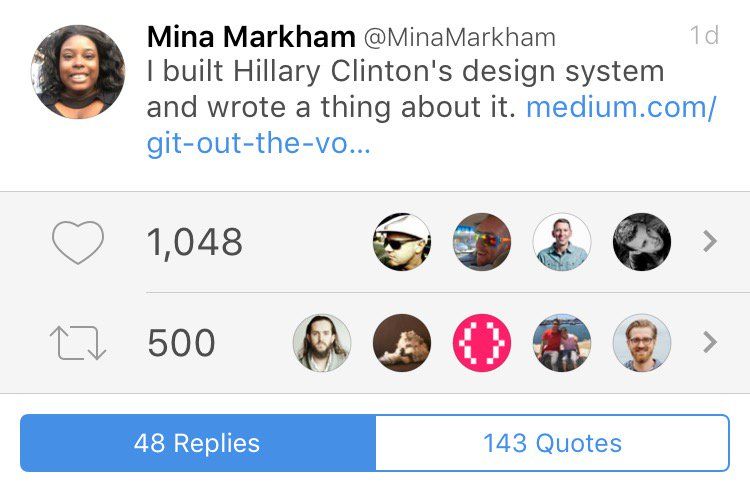 Mina Markham @MinaMarkham 1d
I built Hillary Clinton's design system
and wrote a thing about it. medium.com/
git-out-the-vo...
1,048
500
48 Replies 143 Quotes